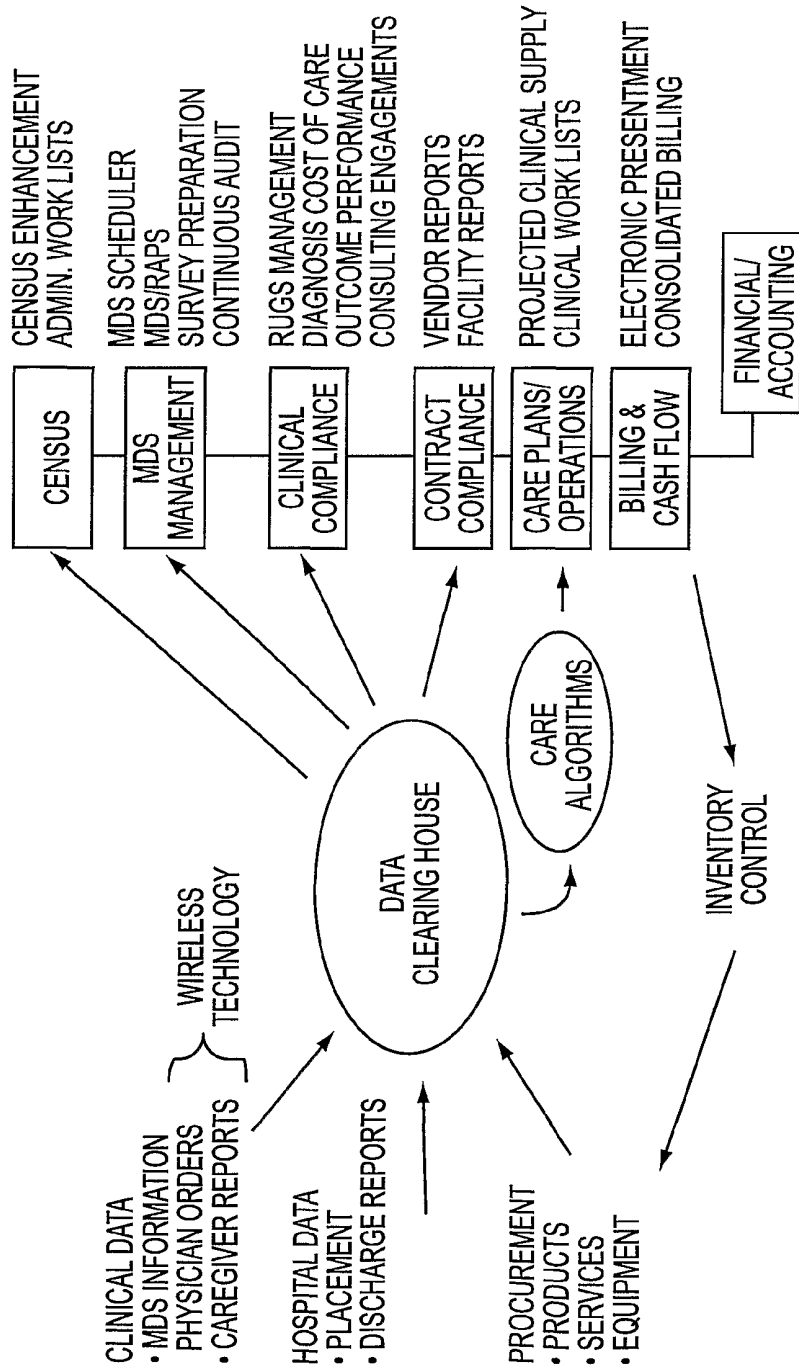 CLINICAL DATA
• MDS INFORMATION
PHYSICIAN ORDERS
• CAREGIVER REPORTS
WIRELESS
TECHNOLOGY
HOSPITAL DATA
• PLACEMENT
• DISCHARGE REPORTS
PROCUREMENT
• PRODUCTS
• SERVICES
• EQUIPMENT
DATA
CLEARING HOUSE
CARE
ALGORITHMS
INVENTORY
CONTROL
CENSUS
CENSUS ENHANCEMENT
ADMIN. WORK LISTS
MDS
MANAGEMENT
MDS SCHEDULER
MDS/RAPS
SURVEY PREPARATION
CONTINUOUS AUDIT
CLINICAL
COMPLIANCE
RUGS MANAGEMENT
DIAGNOSIS COST OF CARE
OUTCOME PERFORMANCE
CONSULTING ENGAGEMENTS
CONTRACT
COMPLIANCE
VENDOR REPORTS
FACILITY REPORTS
CARE PLANS/
OPERATIONS
PROJECTED CLINICAL SUPPLY
CLINICAL WORK LISTS
BILLING &
CASH FLOW
ELECTRONIC PRESENTMENT
CONSOLIDATED BILLING
FINANCIAL/
ACCOUNTING